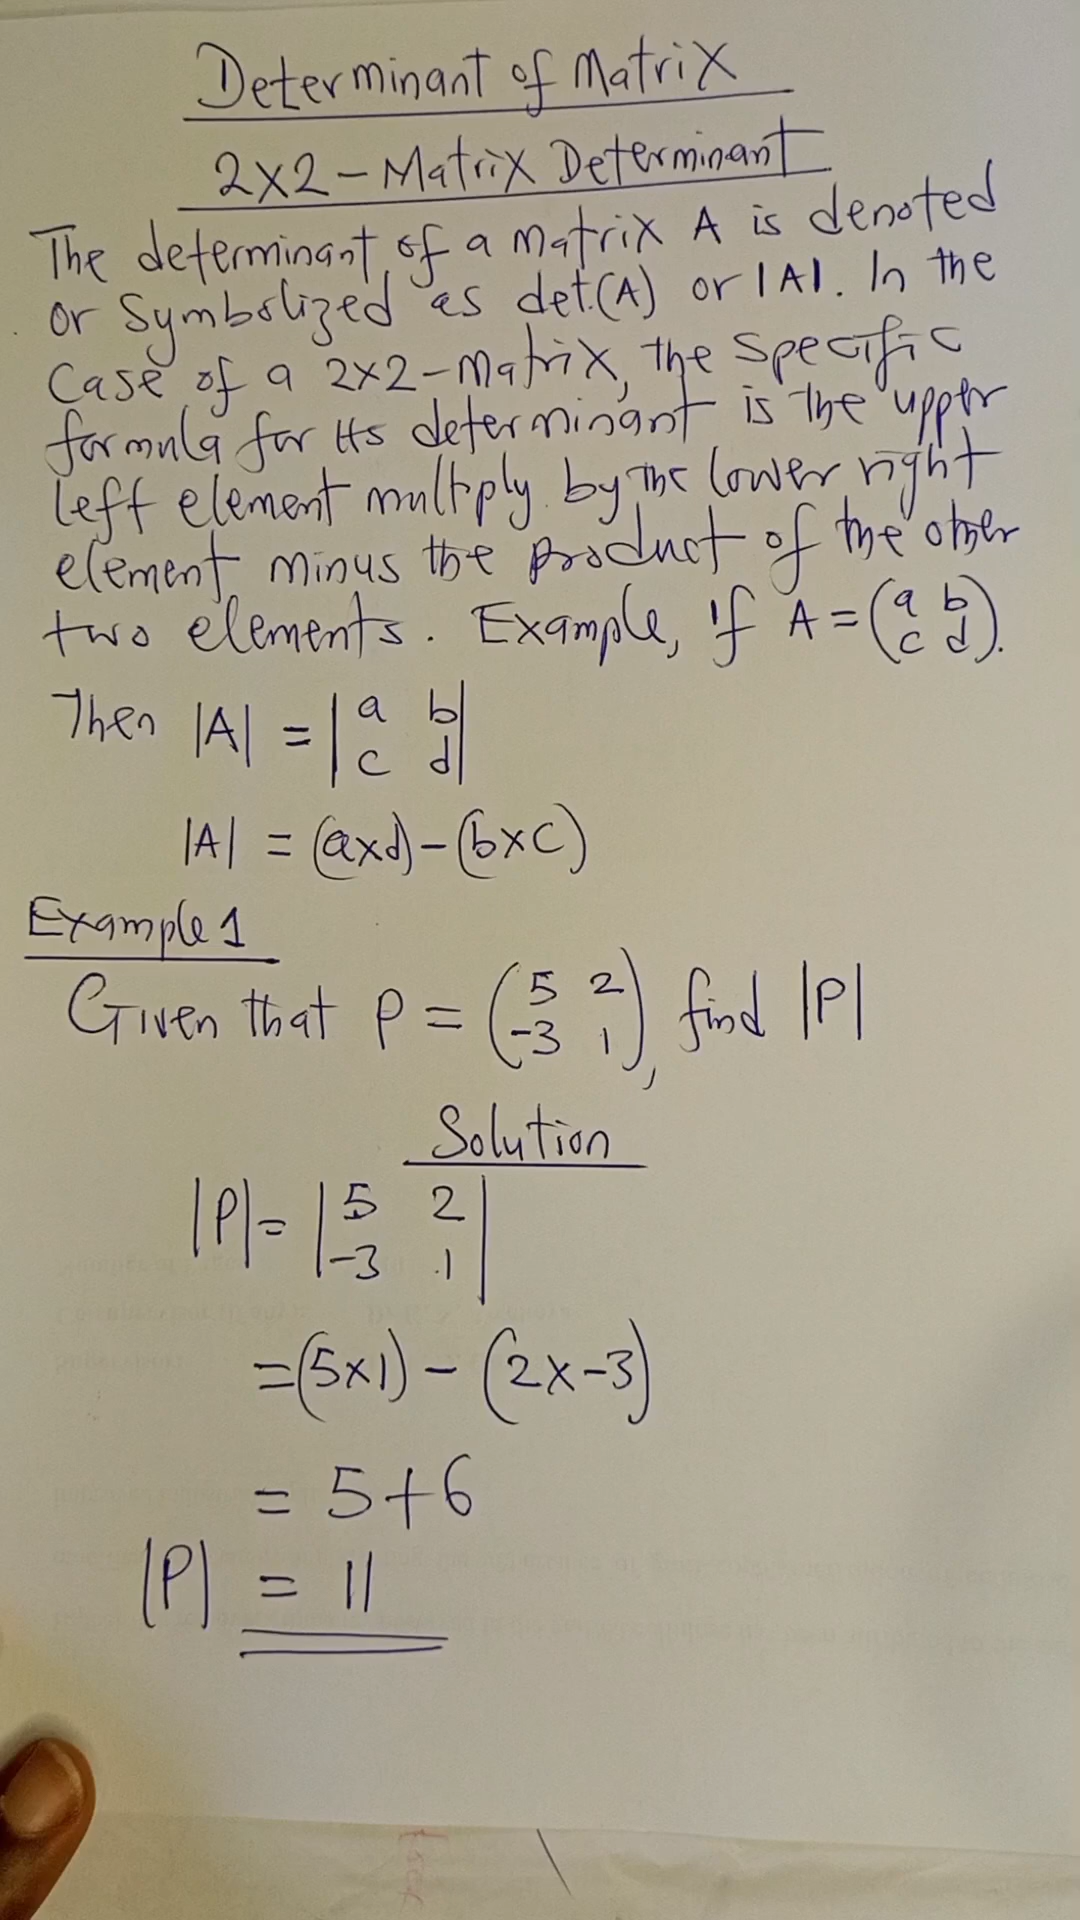 Determinant of Matrix
2x2 - Matrix Determinant
The determinant of a matrix A is denoted
or Symbolized as det.(A) or |A|. In the
Case of a 2x2-Matrix, the specific
formula for its determinant is the upper
left element multiply by the lower right
element minus the product of the other
two elements. Example, if A = (a b
c d).
Then |A| = |a b
c d|
|A| = (axd) - (bxc)
Example 1
Given that P = (5 2
-3 1), find |P|
Solution
|P| = |5 2
-3 1|
= (5x1) - (2x-3)
= 5+6
|P| = 11